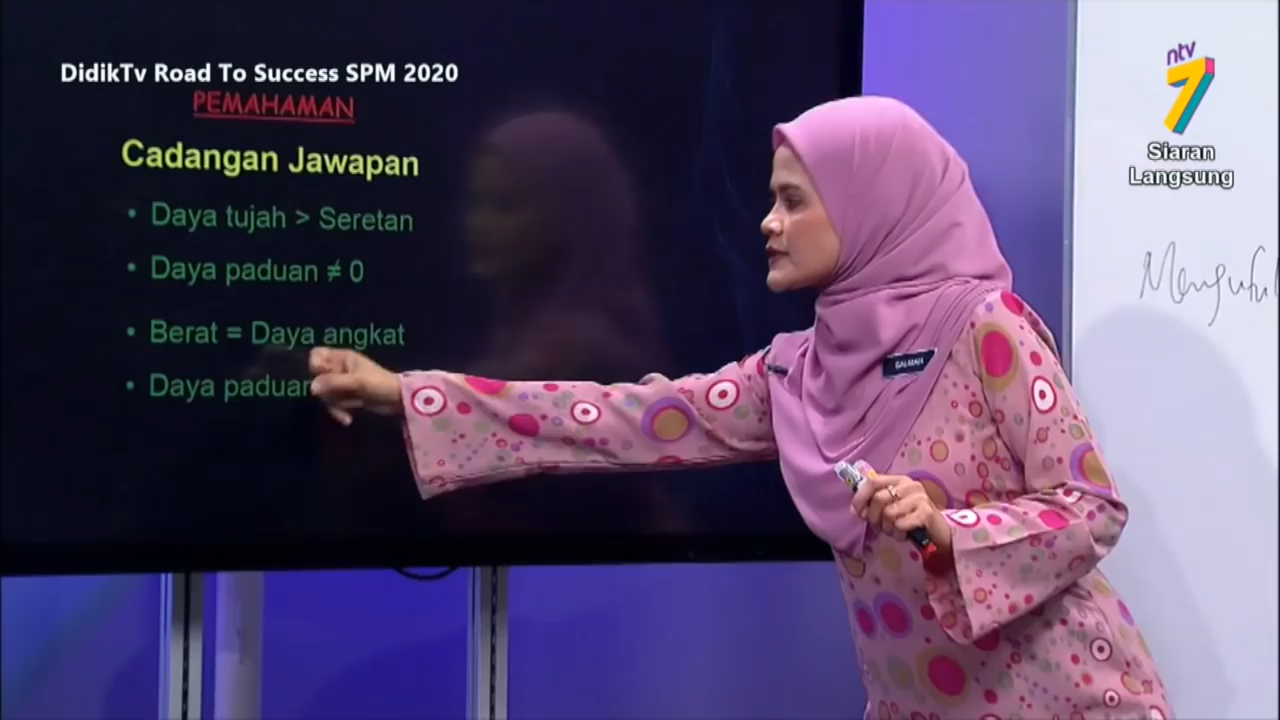 DidikTv Road To Success SPM 2020
PEMAHAMAN
Cadangan Jawapan
• Daya tujah > Seretan
• Daya paduan ≠ 0
• Berat = Daya angkat
• Daya paduan
ntv
7
Siaran
Langsung
SALMAH